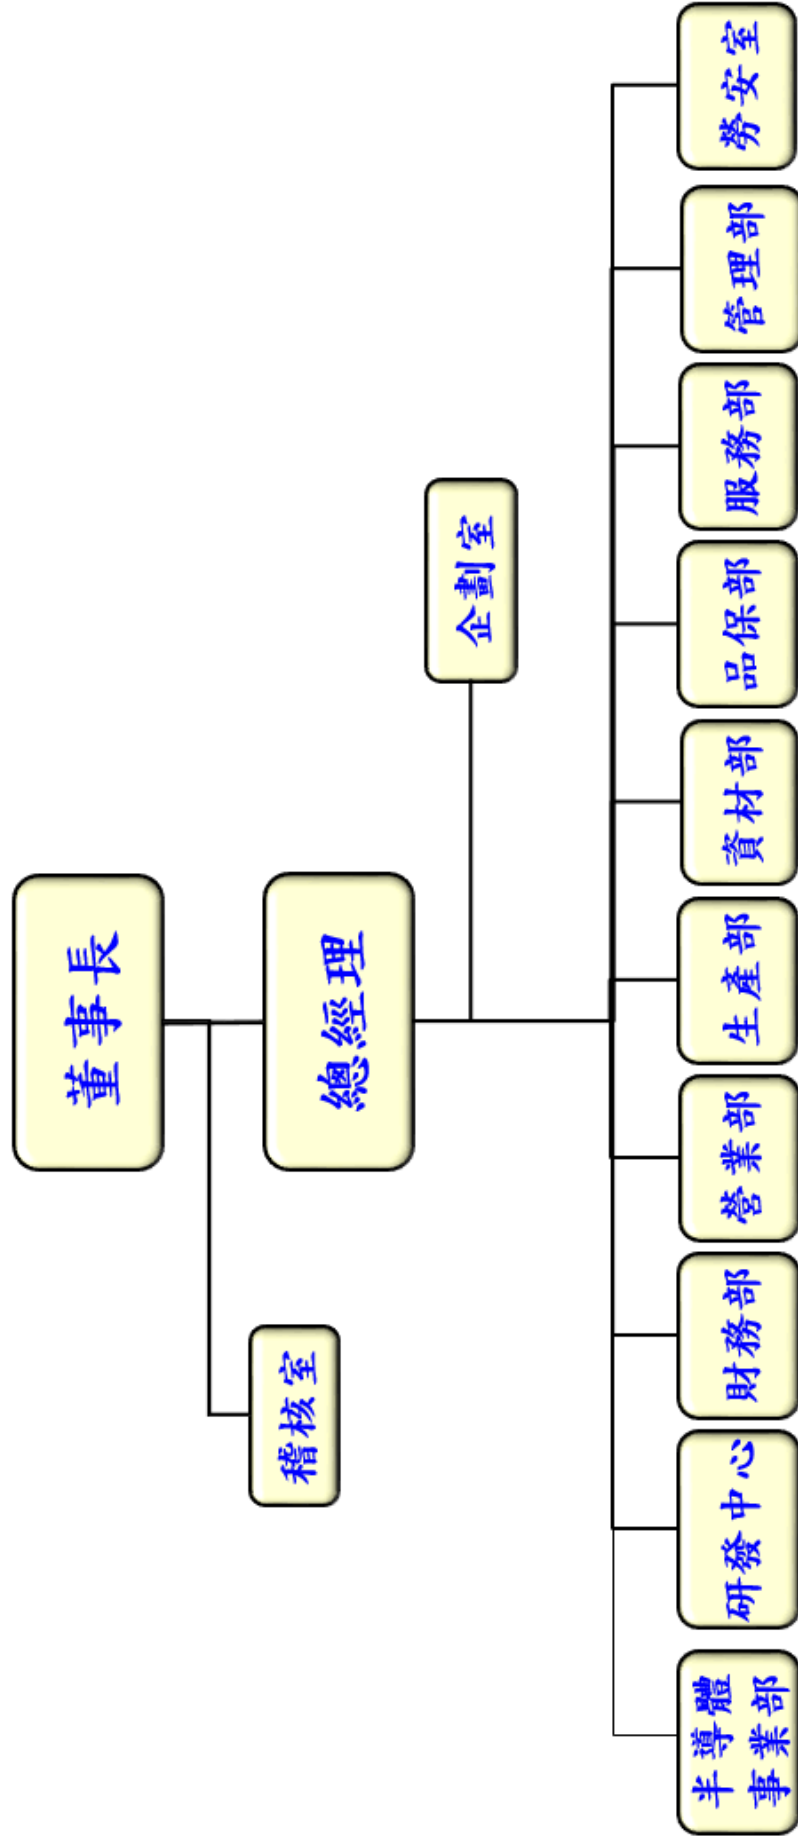 董事長
總經理
稽核室
企劃室
半導體
事業部
研發中心
財務部
營業部
生產部
資材部
品保部
服務部
管理部
勞安室